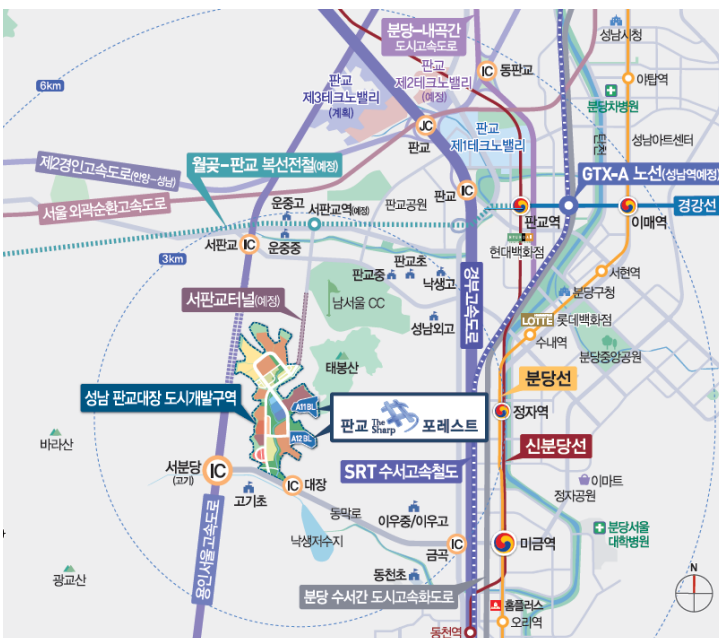 분당-내곡간
도시고속도로
성남시청
6km
판교
제3테크노밸리
(계획)
판교
제2테크노밸리
(예정)
IC
동판교
야탑역
분당차병원
JC
판교
판교
제1테크노밸리
탄천
성남아트센터
제2경인고속도로(안양~성남)
월곶-판교 복선전철(예정)
GTX-A 노선(성남역예정)
서울 외곽순환고속도로
운중고
서판교역(예정)
판교공원
판교
IC
판교역
이매역
경강선
서판교
IC
운중중
현대백화점
3km
판교초
판교중
낙생고
서현역
분당구청
서판교터널(예정)
남서울 CC
성남외고
경부고속도로
LOTTE 롯데백화점
수내역
분당중앙공원
태봉산
분당선
성남 판교대장 도시개발구역
A11BL
A12BL
판교 The Sharp 포레스트
정자역
바라산
신분당선
SRT 수서고속철도
서분당
(고기)
IC
고기초
IC
대장
이마트
정자공원
동막로
이우중/이우고
낙생저수지
금곡
IC
미금역
분당서울
대학병원
용인서울고속도로
광교산
동천초
분당 수서간 도시고속화도로
홈플러스
오리역
동천역
N